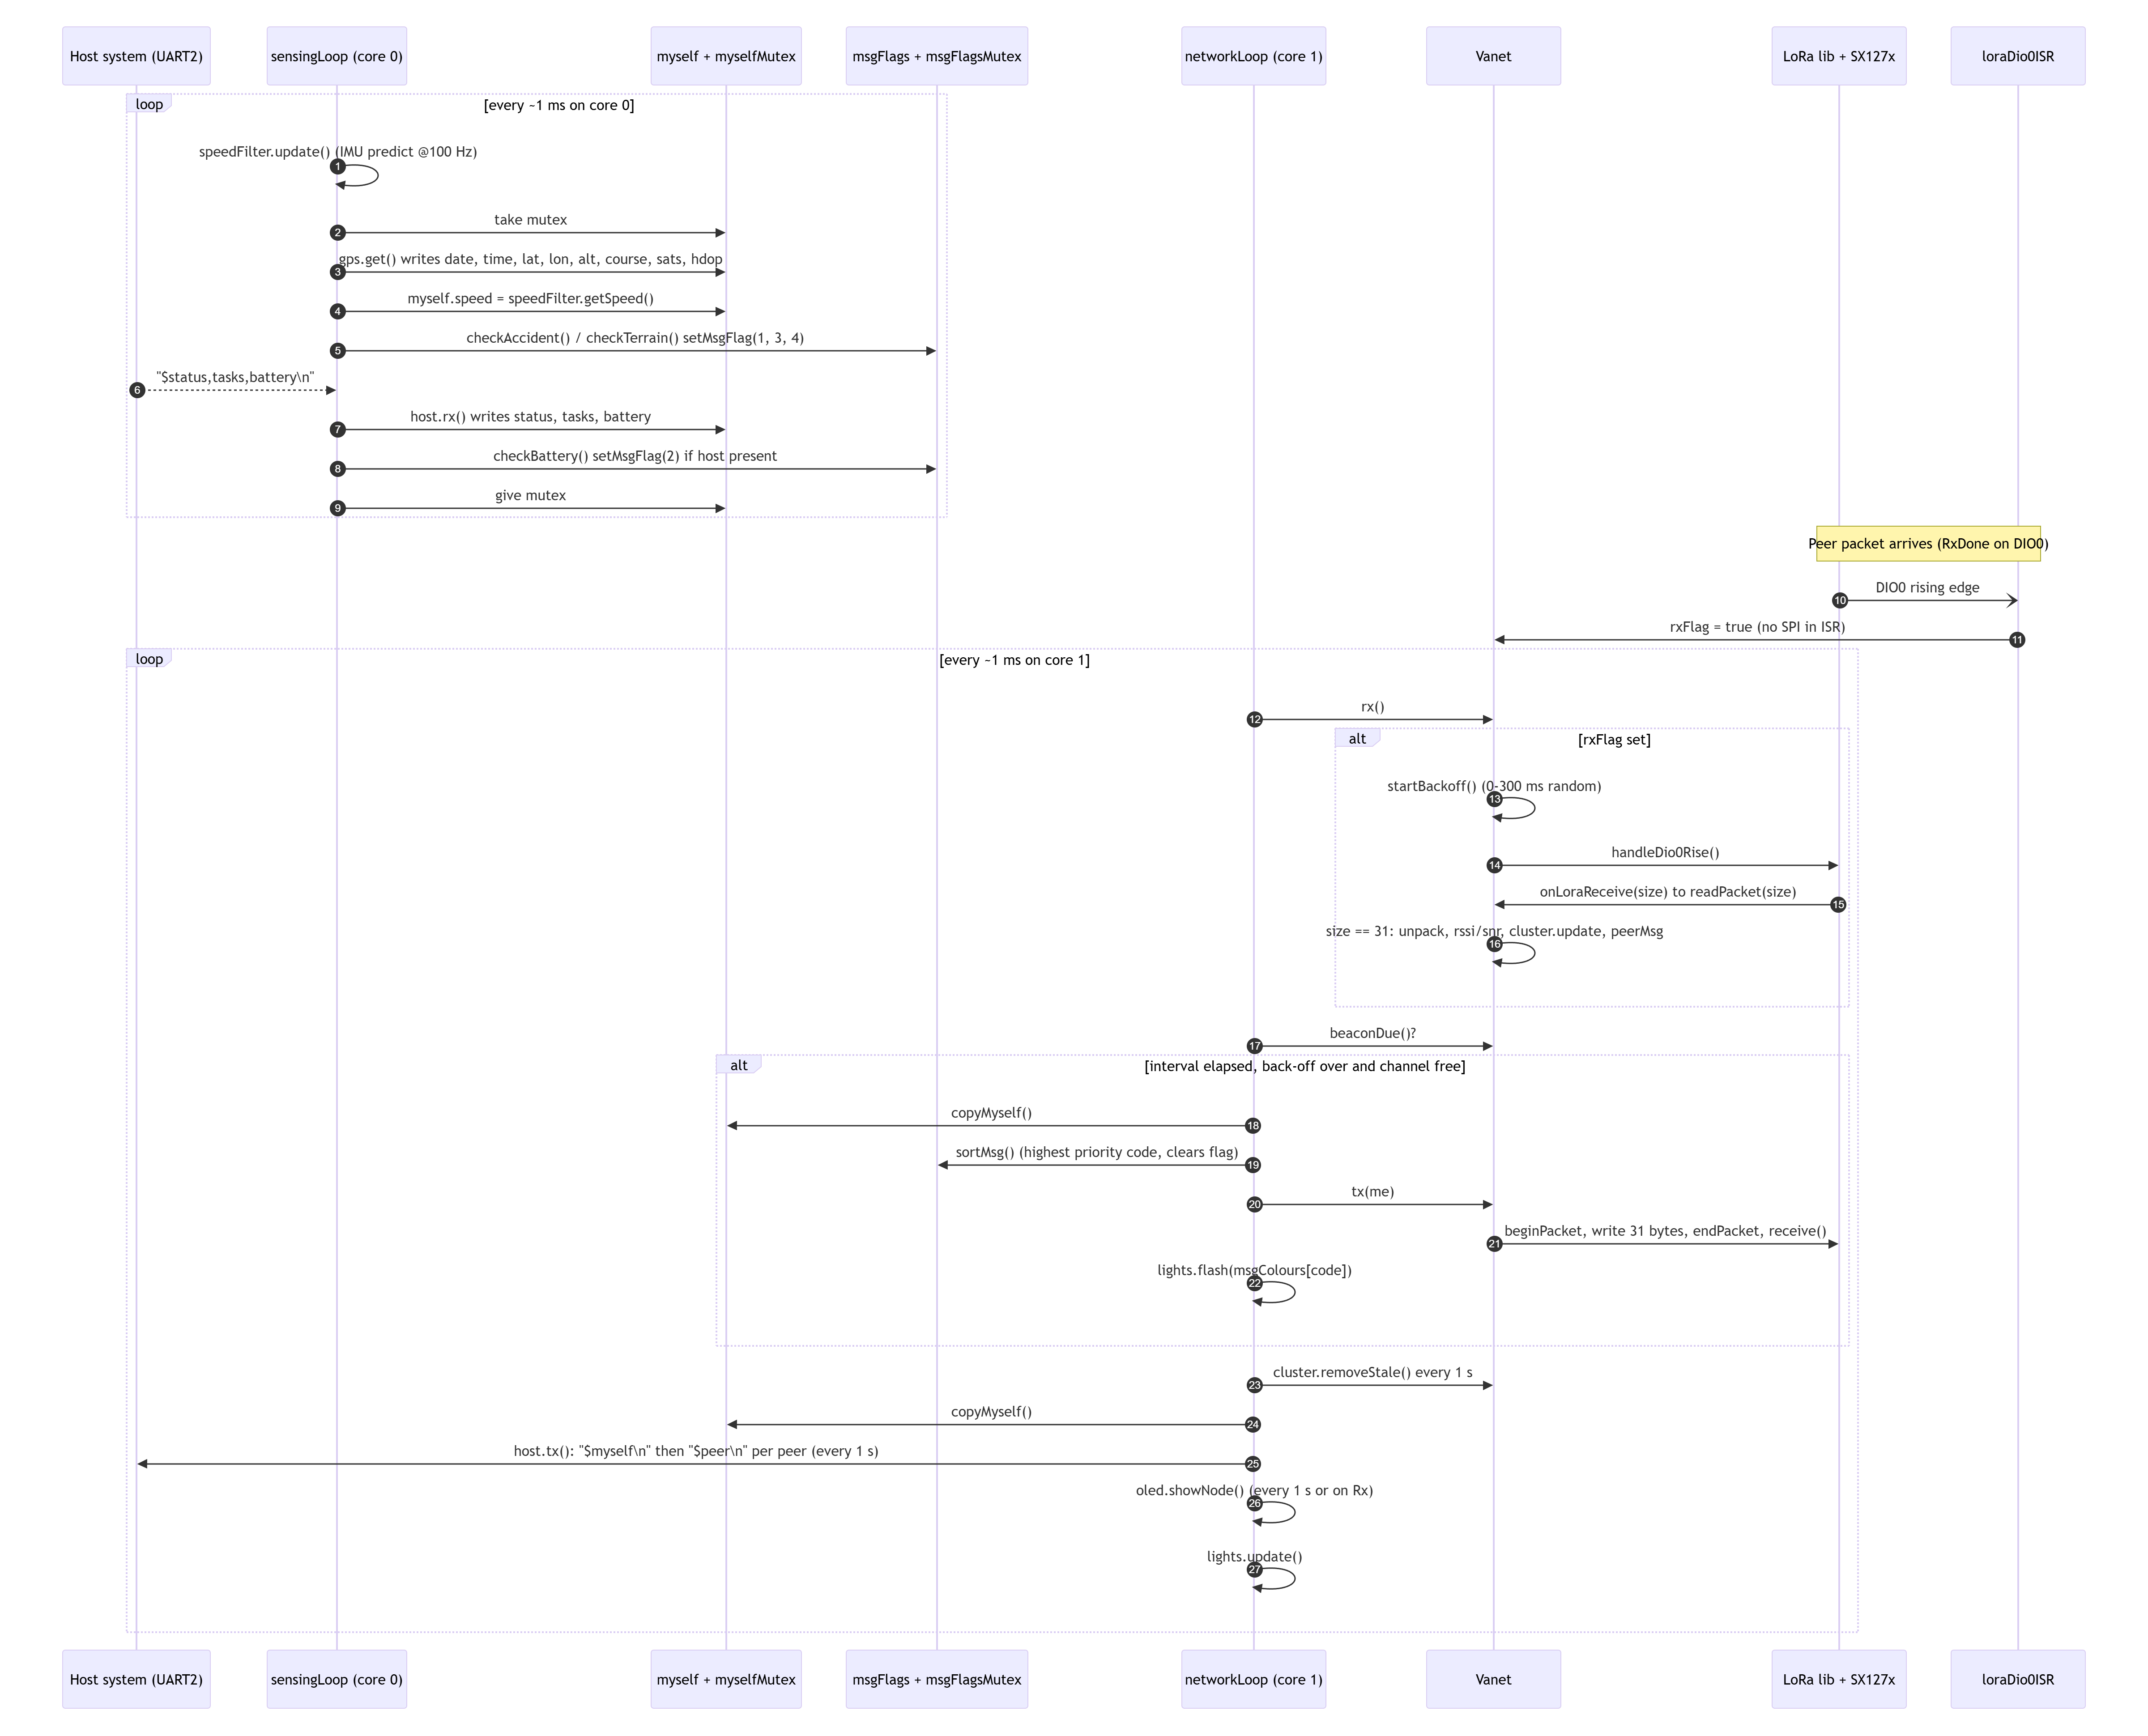 Host system (UART2)
sensingLoop (core 0)
myself + myselfMutex
msgFlags + msgFlagsMutex
networkLoop (core 1)
Vanet
LoRa lib + SX127x
loraDio0ISR
loop
[every ~1 ms on core 0]
speedFilter.update() (IMU predict @100 Hz)
1
take mutex
2
gps.get() writes date, time, lat, lon, alt, course, sats, hdop
3
myself.speed = speedFilter.getSpeed()
4
checkAccident() / checkTerrain() setMsgFlag(1, 3, 4)
5
"$status,tasks,battery\n"
6
host.rx() writes status, tasks, battery
7
checkBattery() setMsgFlag(2) if host present
8
give mutex
9
Peer packet arrives (RxDone on DIO0)
DIO0 rising edge
10
rxFlag = true (no SPI in ISR)
11
loop
[every ~1 ms on core 1]
rx()
12
alt
[rxFlag set]
startBackoff() (0-300 ms random)
13
handleDio0Rise()
14
onLoraReceive(size) to readPacket(size)
15
size == 31: unpack, rssi/snr, cluster.update, peerMsg
16
beaconDue()?
17
alt
[interval elapsed, back-off over and channel free]
copyMyself()
18
sortMsg() (highest priority code, clears flag)
19
tx(me)
20
beginPacket, write 31 bytes, endPacket, receive()
21
lights.flash(msgColours[code])
22
cluster.removeStale() every 1 s
23
copyMyself()
24
host.tx(): "$myself\n" then "$peer\n" per peer (every 1 s)
25
oled.showNode() (every 1 s or on Rx)
26
lights.update()
27
Host system (UART2)
sensingLoop (core 0)
myself + myselfMutex
msgFlags + msgFlagsMutex
networkLoop (core 1)
Vanet
LoRa lib + SX127x
loraDio0ISR